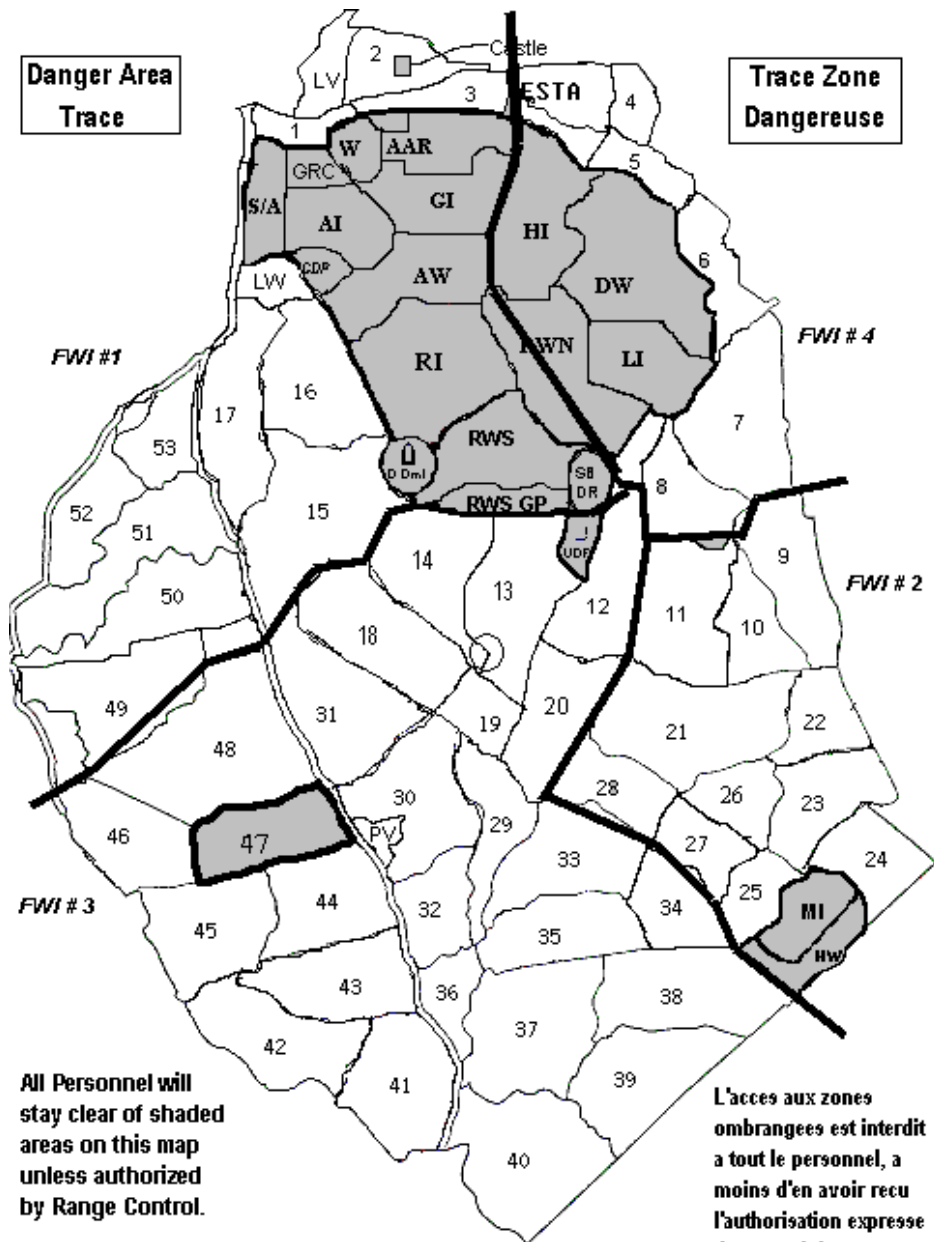 Danger Area
Trace
Trace Zone
Dangereuse
Castle
2
LV
3
ESTA
4
1
5
W
AAR
GRC
GI
S/A
AI
HI
6
CDR
LW
AW
DW
FWI #1
FWI # 4
RI
LI
17
16
7
53
RWS
D Dml
SB
DR
8
52
15
RWS GP
51
UDR
9
14
13
FWI # 2
50
12
11
10
18
49
31
19
20
21
22
48
30
28
26
23
46
47
PV
29
27
24
33
25
FWI # 3
45
44
32
34
MI
35
HW
43
36
38
42
37
41
39
40
All Personnel will
stay clear of shaded
areas on this map
unless authorized
by Range Control.
L'acces aux zones
ombrangees est interdit
a tout le personnel, a
moins d'en avoir recu
l'authorisation expresse